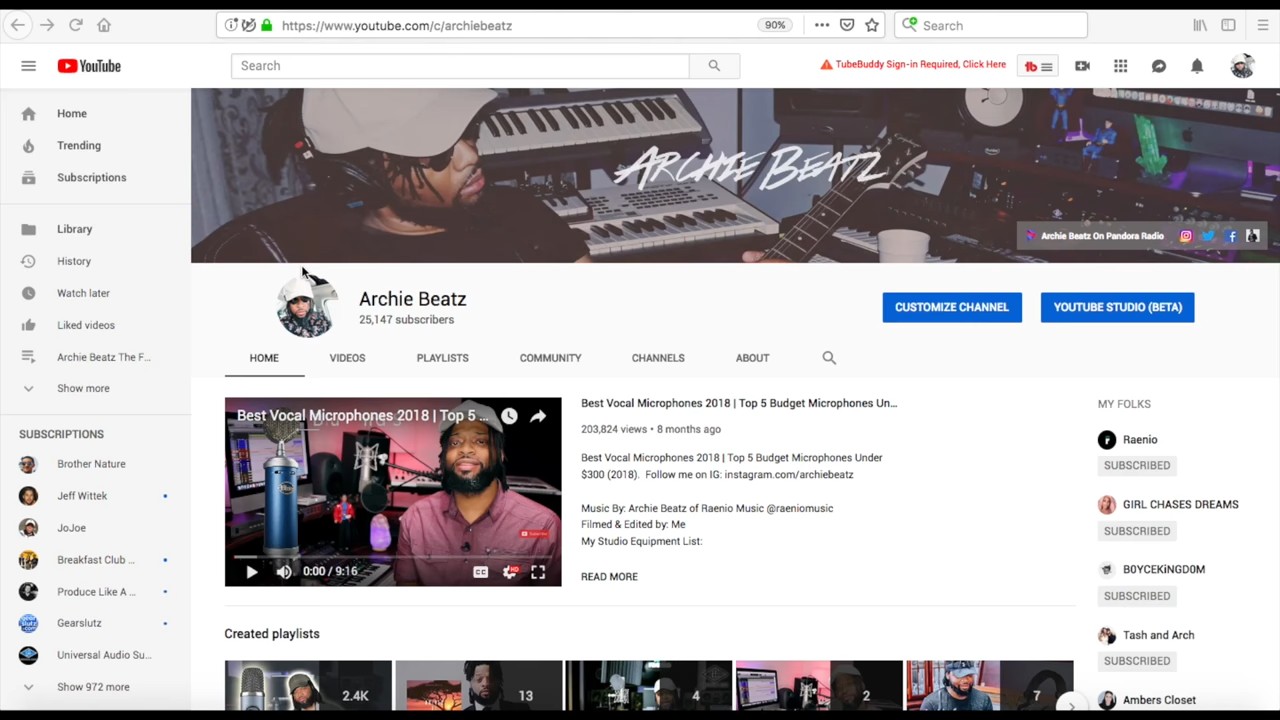 https://www.youtube.com/c/archiebeatz
90%
Search
YouTube
Search
TubeBuddy Sign-in Required, Click Here
tb
Home
Trending
Subscriptions
Library
History
Watch later
Liked videos
Archie Beatz The F...
Show more
SUBSCRIPTIONS
Brother Nature
Jeff Wittek
JoJoe
Breakfast Club ...
Produce Like A ...
Gearslutz
Universal Audio Su...
Show 972 more
ARCHIE BEATZ
Archie Beatz On Pandora Radio
Archie Beatz
25,147 subscribers
CUSTOMIZE CHANNEL
YOUTUBE STUDIO (BETA)
HOME
VIDEOS
PLAYLISTS
COMMUNITY
CHANNELS
ABOUT
Best Vocal Microphones 2018 | Top 5 ...
CC
HD
0:00 / 9:16
Best Vocal Microphones 2018 | Top 5 Budget Microphones Un...
203,824 views • 8 months ago
Best Vocal Microphones 2018 | Top 5 Budget Microphones Under
$300 (2018). Follow me on IG: instagram.com/archiebeatz
Music By: Archie Beatz of Raenio Music @raeniomusic
Filmed & Edited by: Me
My Studio Equipment List:
READ MORE
MY FOLKS
Raenio
SUBSCRIBED
GIRL CHASES DREAMS
SUBSCRIBED
B0YCEKiNGD0M
SUBSCRIBED
Tash and Arch
SUBSCRIBED
Ambers Closet
Created playlists
2.4K
13
4
2
7